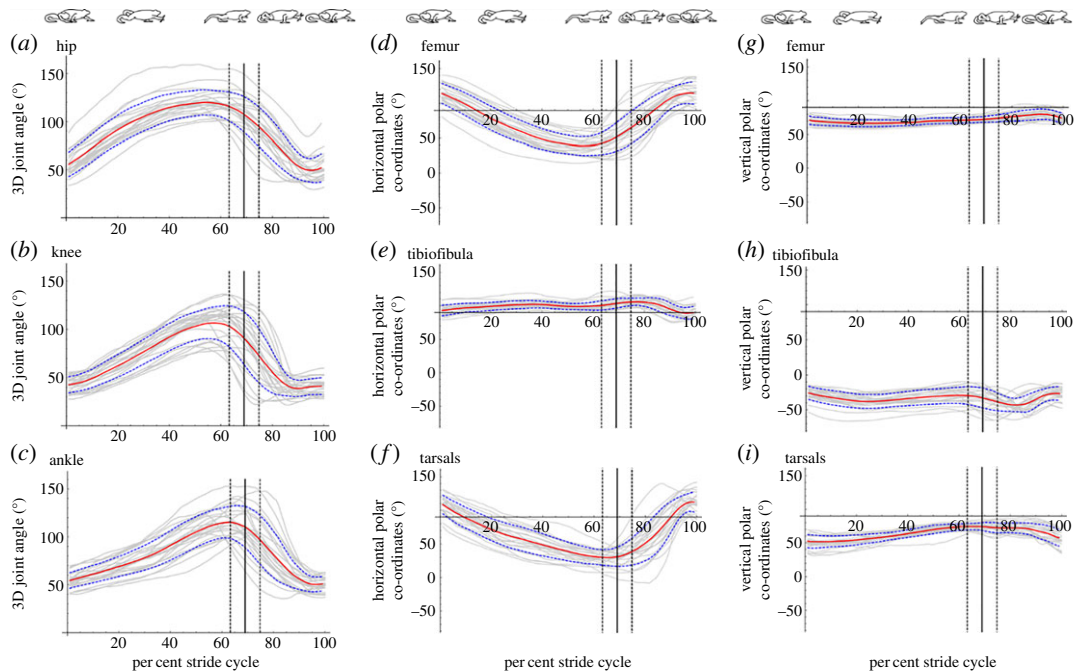 (a) hip
3D joint angle (°)
150
100
50
20 40 60 80 100
(b) knee
3D joint angle (°)
150
100
50
20 40 60 80 100
(c) ankle
3D joint angle (°)
150
100
50
20 40 60 80 100
per cent stride cycle
(d) femur
horizontal polar
co-ordinates (°)
150
50
0
–50
20 40 60 80 100
(e) tibiofibula
horizontal polar
co-ordinates (°)
150
50
0
–50
20 40 60 80 100
(f) tarsals
horizontal polar
co-ordinates (°)
150
50
0
–50
20 40 60 80 100
per cent stride cycle
(g) femur
vertical polar
co-ordinates (°)
150
50
0
–50
20 40 60 80 100
(h) tibiofibula
vertical polar
co-ordinates (°)
150
50
0
–50
20 40 60 80 100
(i) tarsals
vertical polar
co-ordinates (°)
150
50
0
–50
20 40 60 80 100
per cent stride cycle